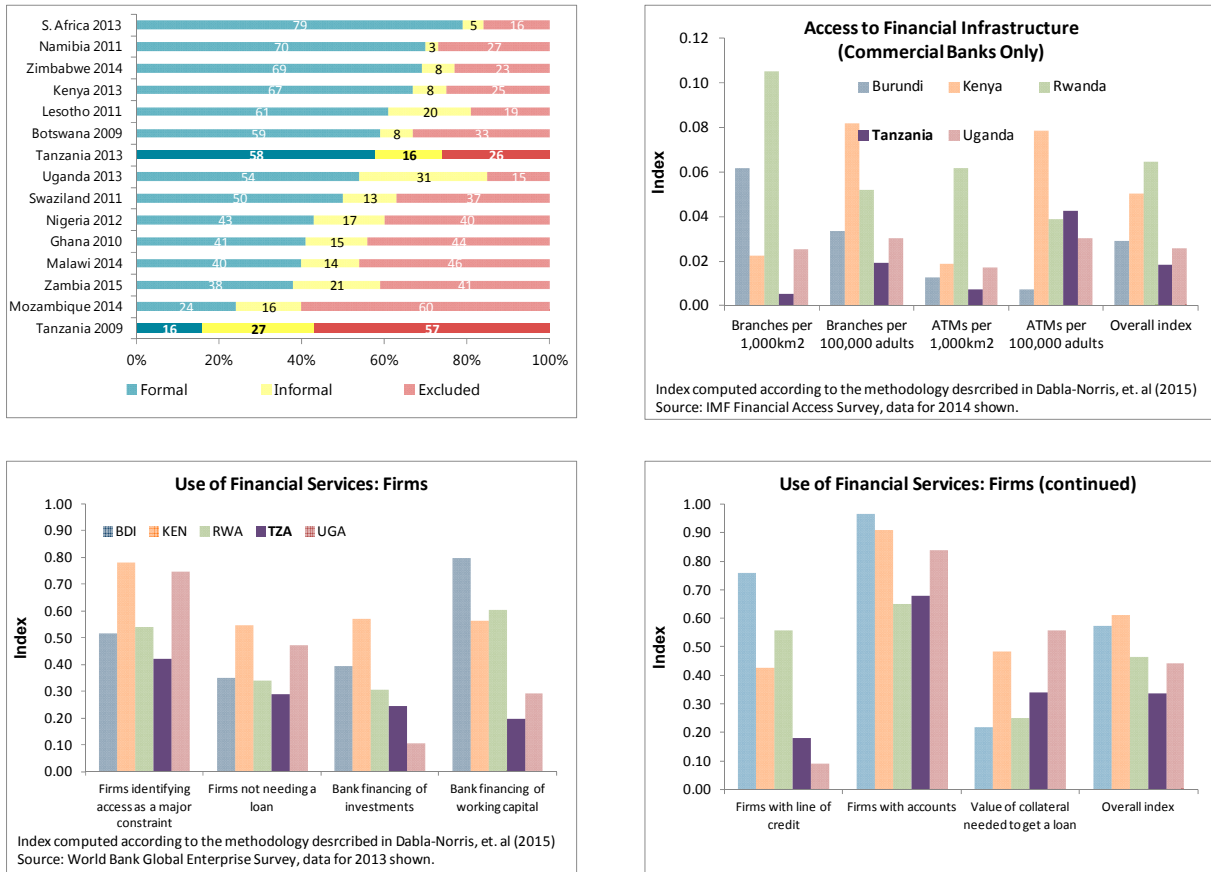 S. Africa 2013 79 5 16
Namibia 2011 70 3 27
Zimbabwe 2014 69 8 23
Kenya 2013 67 8 25
Lesotho 2011 61 20 19
Botswana 2009 59 8 33
Tanzania 2013 58 16 26
Uganda 2013 54 31 15
Swaziland 2011 50 13 37
Nigeria 2012 43 17 40
Ghana 2010 41 15 44
Malawi 2014 40 14 46
Zambia 2015 38 21 41
Mozambique 2014 24 16 60
Tanzania 2009 16 27 57
0% 20% 40% 60% 80% 100%
Formal Informal Excluded
Access to Financial Infrastructure
(Commercial Banks Only)
Burundi Kenya Rwanda
Tanzania Uganda
Index
0.12
0.10
0.08
0.06
0.04
0.02
0.00
Branches per
1,000km2
Branches per
100,000 adults
ATMs per
1,000km2
ATMs per
100,000 adults
Overall index
Index computed according to the methodology desrcribed in Dabla-Norris, et. al (2015)
Source: IMF Financial Access Survey, data for 2014 shown.
Use of Financial Services: Firms
BDI KEN RWA TZA UGA
Index
1.00
0.90
0.80
0.70
0.60
0.50
0.40
0.30
0.20
0.10
0.00
Firms identifying
access as a major
constraint
Firms not needing a
loan
Bank financing of
investments
Bank financing of
working capital
Index computed according to the methodology desrcribed in Dabla-Norris, et. al (2015)
Source: World Bank Global Enterprise Survey, data for 2013 shown.
Use of Financial Services: Firms (continued)
Index
1.00
0.90
0.80
0.70
0.60
0.50
0.40
0.30
0.20
0.10
0.00
Firms with line of
credit
Firms with accounts
Value of collateral
needed to get a loan
Overall index